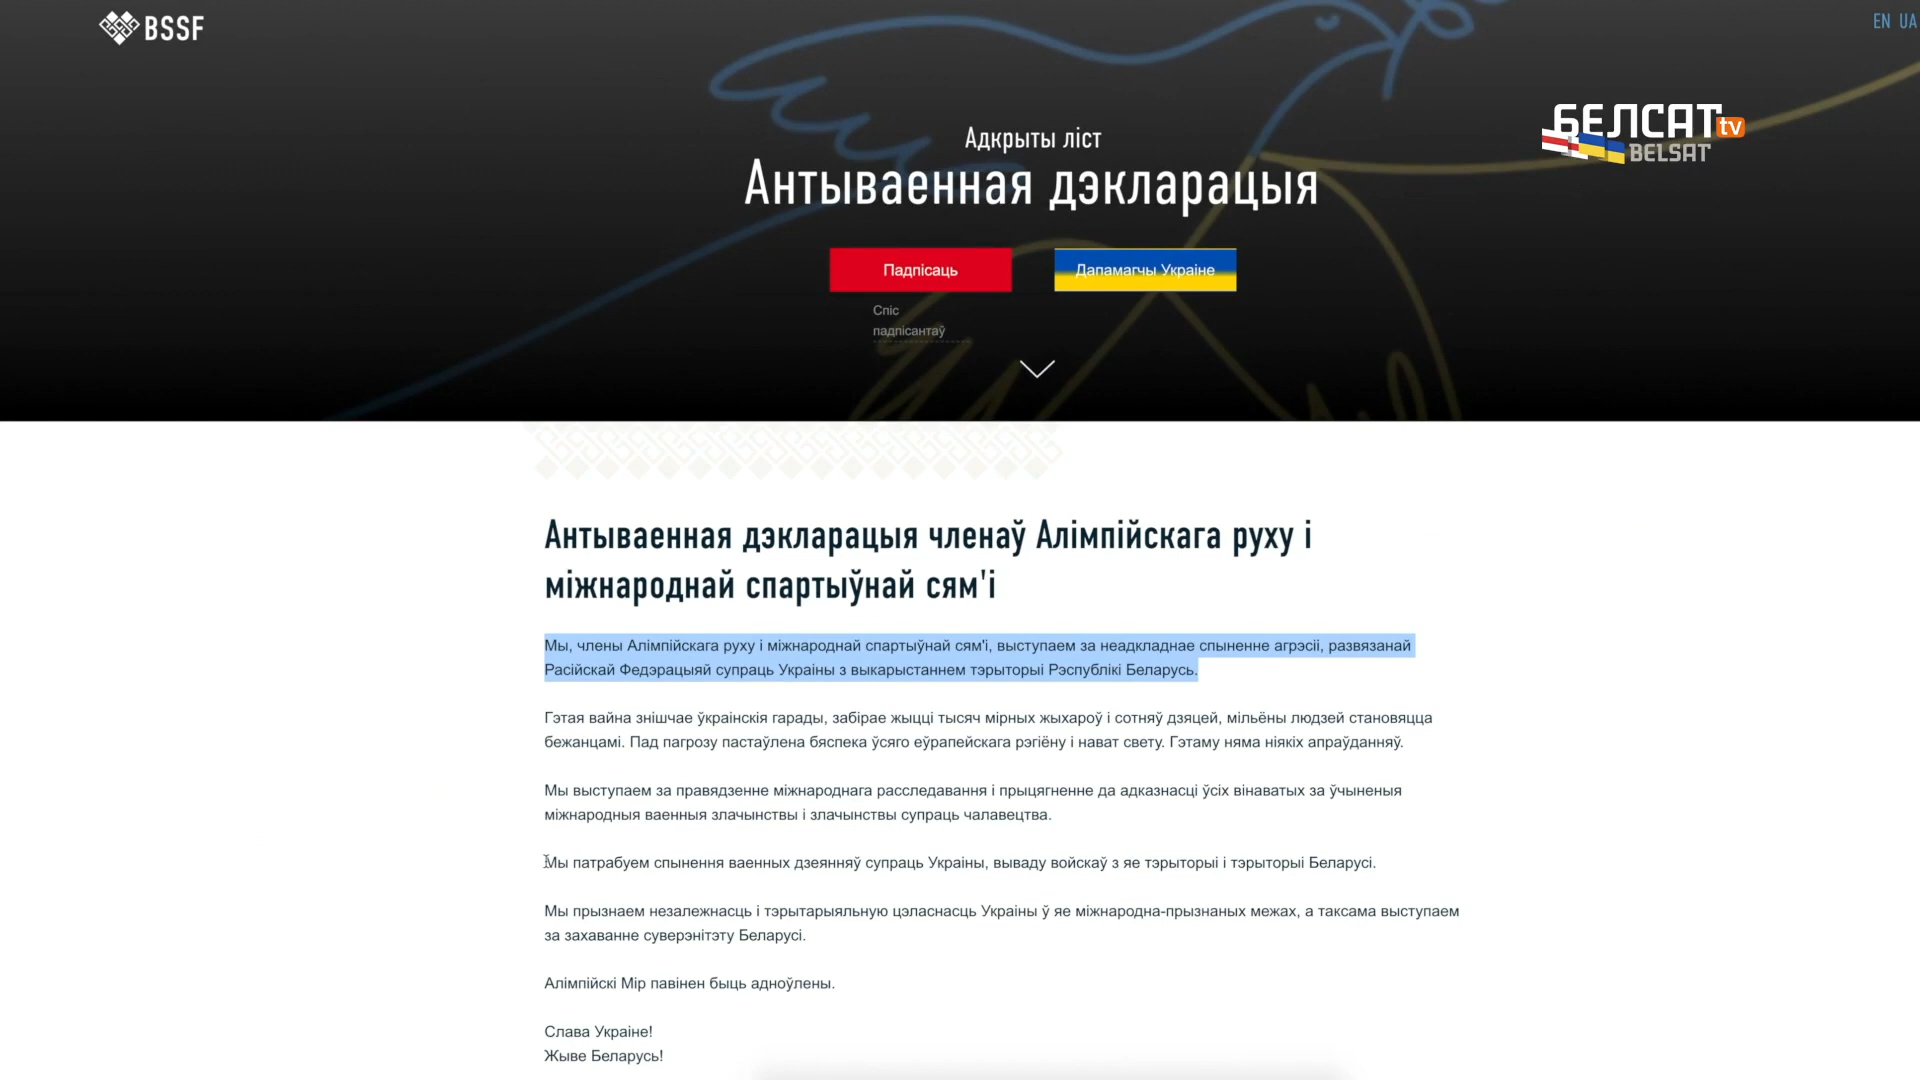 BSSF
EN UA
БЕЛСАТ tv
BELSAT
Адкрыты ліст
Антываенная дэкларацыя
Падпісаць
Дапамагчы Украіне
Спіс
падпісантаў
Антываенная дэкларацыя членаў Алімпійскага руху і
міжнароднай спартыўнай сям'і
Мы, члены Алімпійскага руху і міжнароднай спартыўнай сям'і, выступаем за неадкладнае спыненне агрэсіі, развязанай
Расійскай Федэрацыяй супраць Украіны з выкарыстаннем тэрыторыі Рэспублікі Беларусь.
Гэтая вайна знішчае ўкраінскія гарады, забірае жыцці тысяч мірных жыхароў і сотняў дзяцей, мільёны людзей становяцца
бежанцамі. Пад пагрозу пастаўлена бяспека ўсяго еўрапейскага рэгіёну і нават свету. Гэтаму няма ніякіх апраўданняў.
Мы выступаем за правядзенне міжнароднага расследавання і прыцягненне да адказнасці ўсіх вінаватых за ўчыненыя
міжнародныя ваенныя злачынствы і злачынствы супраць чалавецтва.
Мы патрабуем спынення ваенных дзеянняў супраць Украіны, вываду войскаў з яе тэрыторыі і тэрыторыі Беларусі.
Мы прызнаем незалежнасць і тэрытарыяльную цэласнасць Украіны ў яе міжнародна-прызнаных межах, а таксама выступаем
за захаванне суверэнітэту Беларусі.
Алімпійскі Мір павінен быць адноўлены.
Слава Украіне!
Жыве Беларусь!